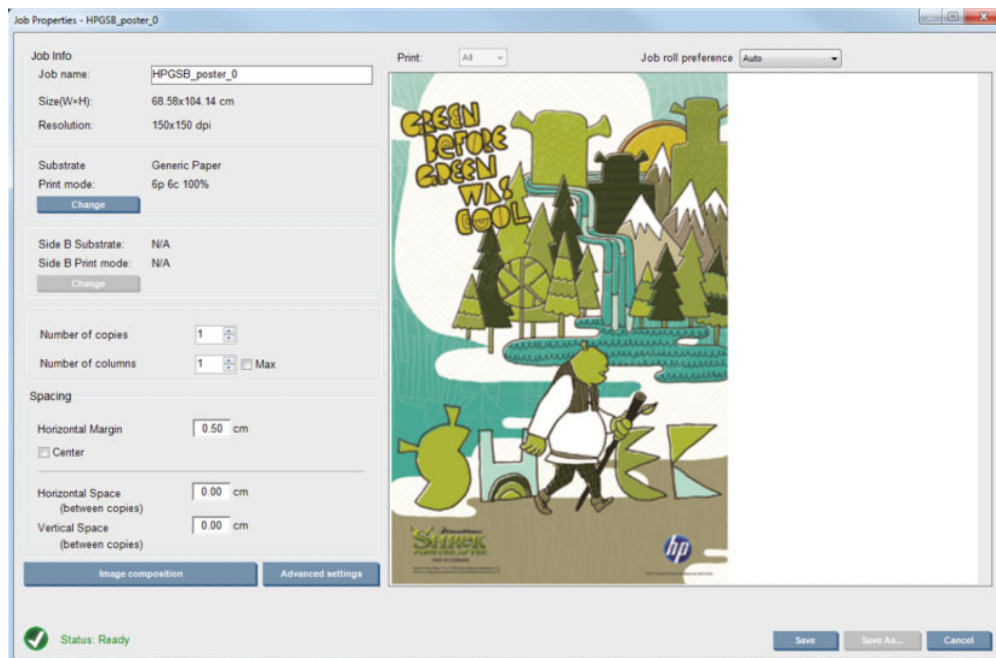 Job Properties - HPGSB_poster_0
Job Info
Job name: HPGSB_poster_0
Size(W×H): 68.58x104.14 cm
Resolution: 150x150 dpi
Substrate Generic Paper
Print mode: 6p 6c 100%
Change
Side B Substrate: N/A
Side B Print mode: N/A
Change
Number of copies 1
Number of columns 1 Max
Spacing
Horizontal Margin 0.50 cm
Center
Horizontal Space 0.00 cm
(between copies)
Vertical Space 0.00 cm
(between copies)
Image composition Advanced settings
Print: All Job roll preference Auto
GREEN
BEFORE
GREEN
WAS
COOL
SHREK
SHREK
FOREVER AFTER
hp
Status: Ready
Save Save As... Cancel